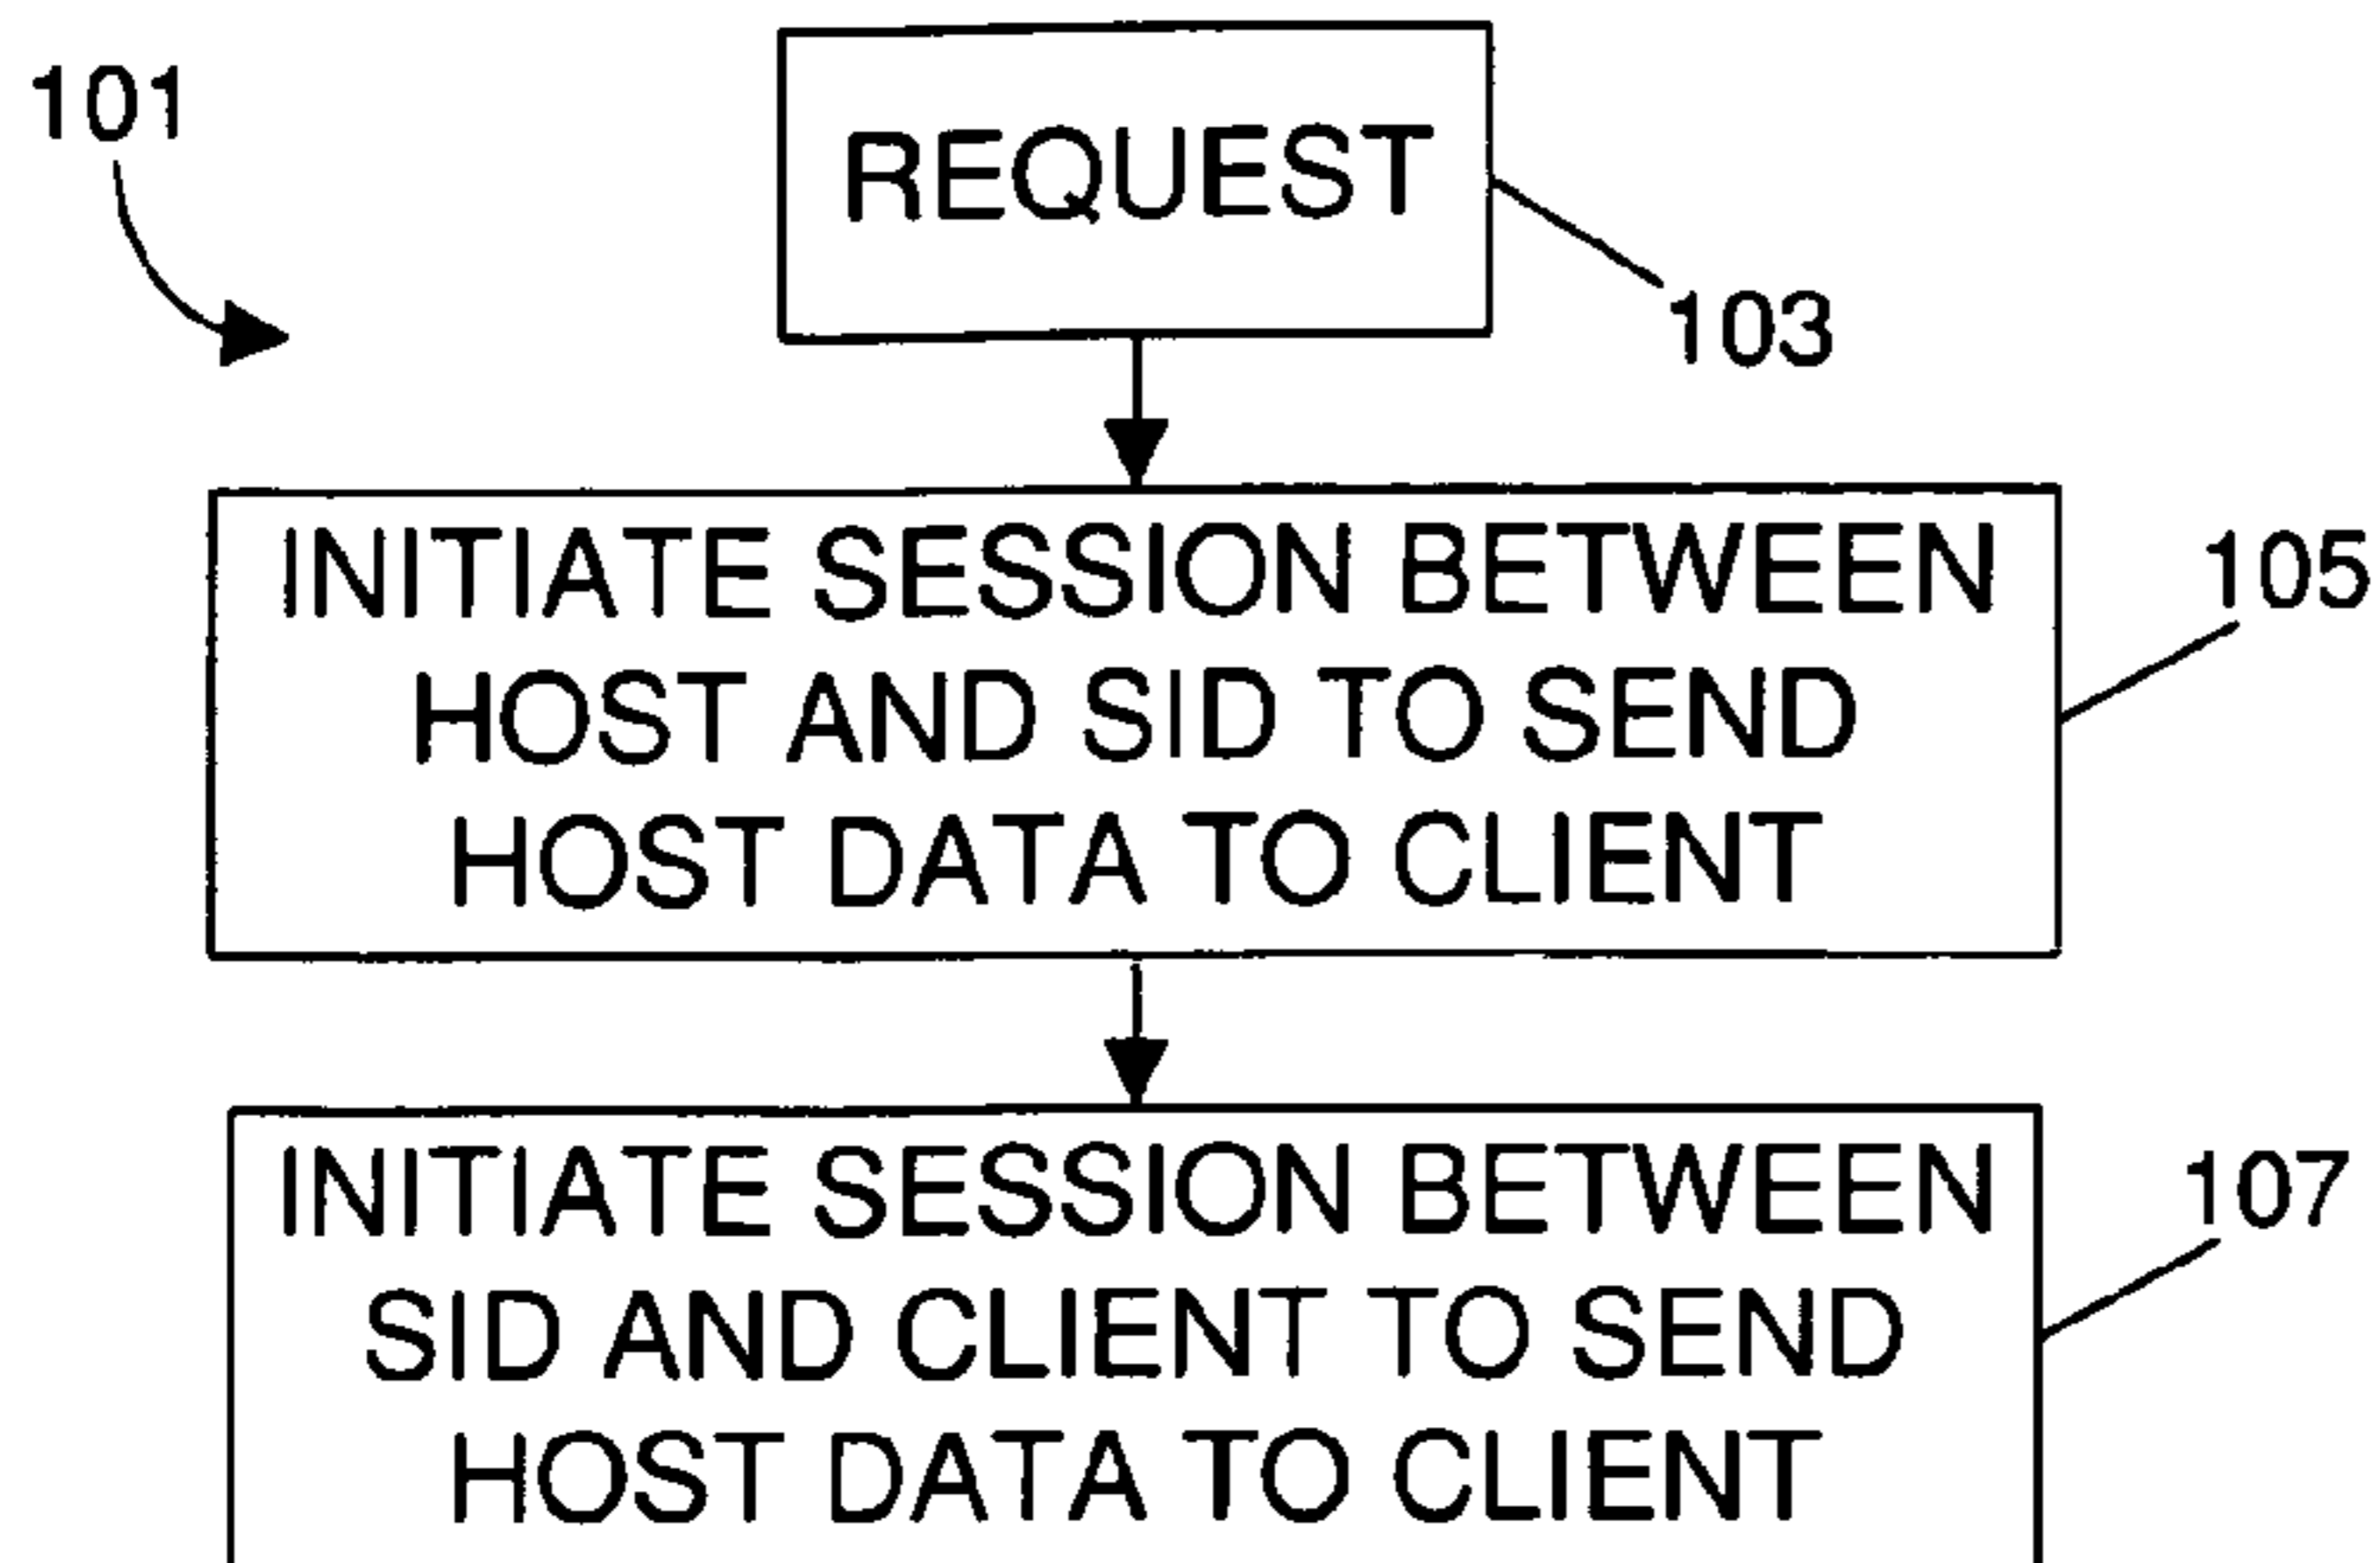 101
REQUEST
103
INITIATE SESSION BETWEEN
HOST AND SID TO SEND
HOST DATA TO CLIENT
105
INITIATE SESSION BETWEEN
SID AND CLIENT TO SEND
HOST DATA TO CLIENT
107